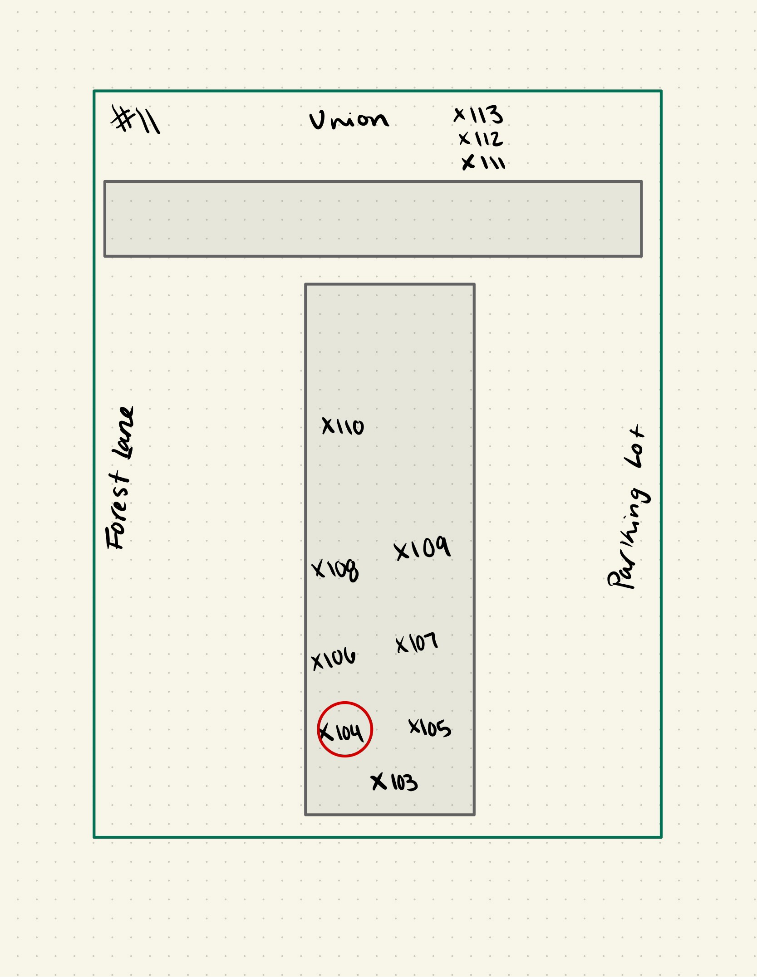 #11
Union
x113
x112
x111
Forest Lane
Parking Lot
x110
x109
x108
x107
x106
x105
x104
x103